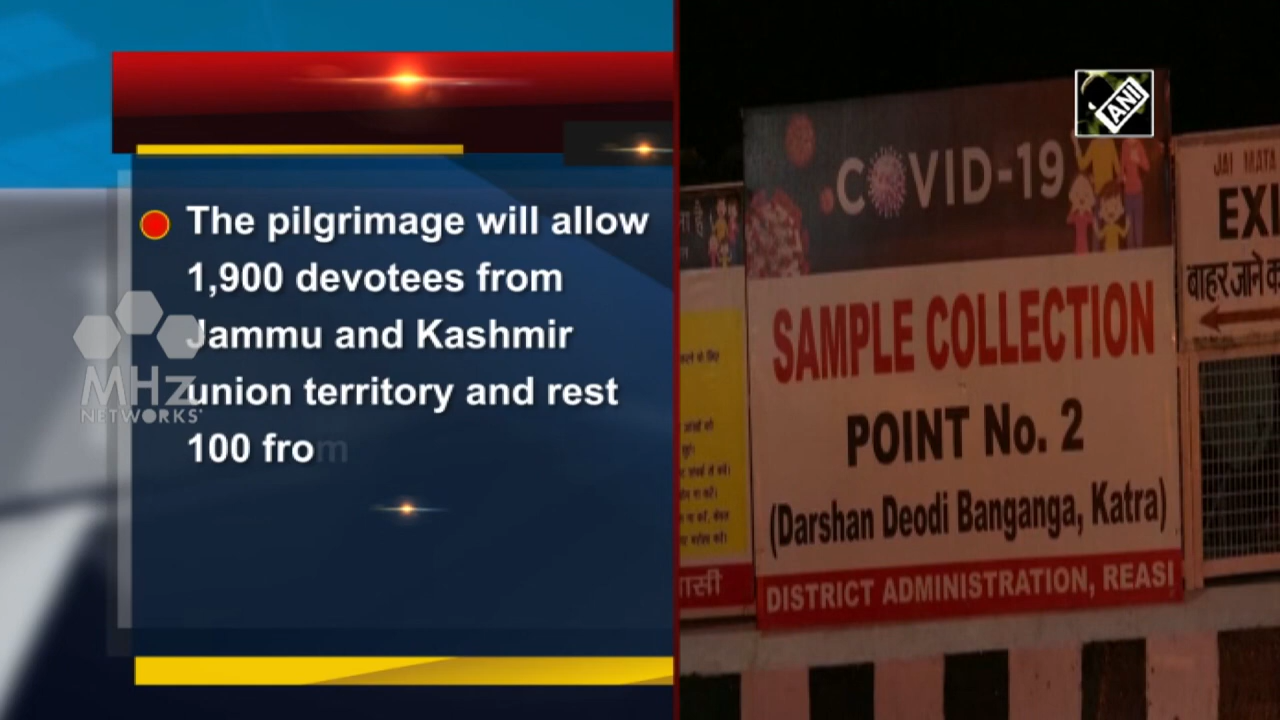 The pilgrimage will allow
1,900 devotees from
Jammu and Kashmir
union territory and rest
100 from
MHz
NETWORKS
ANI
COVID-19
SAMPLE COLLECTION
POINT No. 2
(Darshan Deodi Banganga, Katra)
DISTRICT ADMINISTRATION, REASI
JAI MATA
EXI
बाहर जाने क